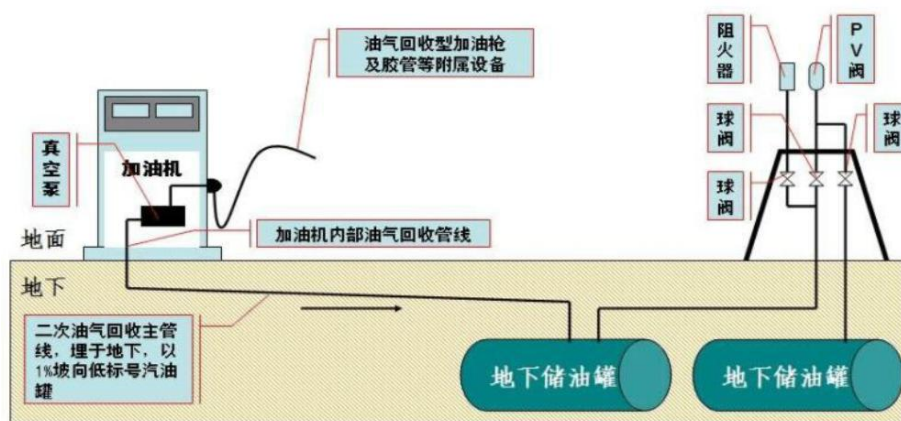 油气回收型加油枪
及胶管等附属设备
阻火器
PV阀
球阀
球阀
球阀
真空泵
加油机
加油机内部油气回收管线
地面
地下
二次油气回收主管
线，埋于地下，以
1%坡向低标号汽油
罐
地下储油罐
地下储油罐